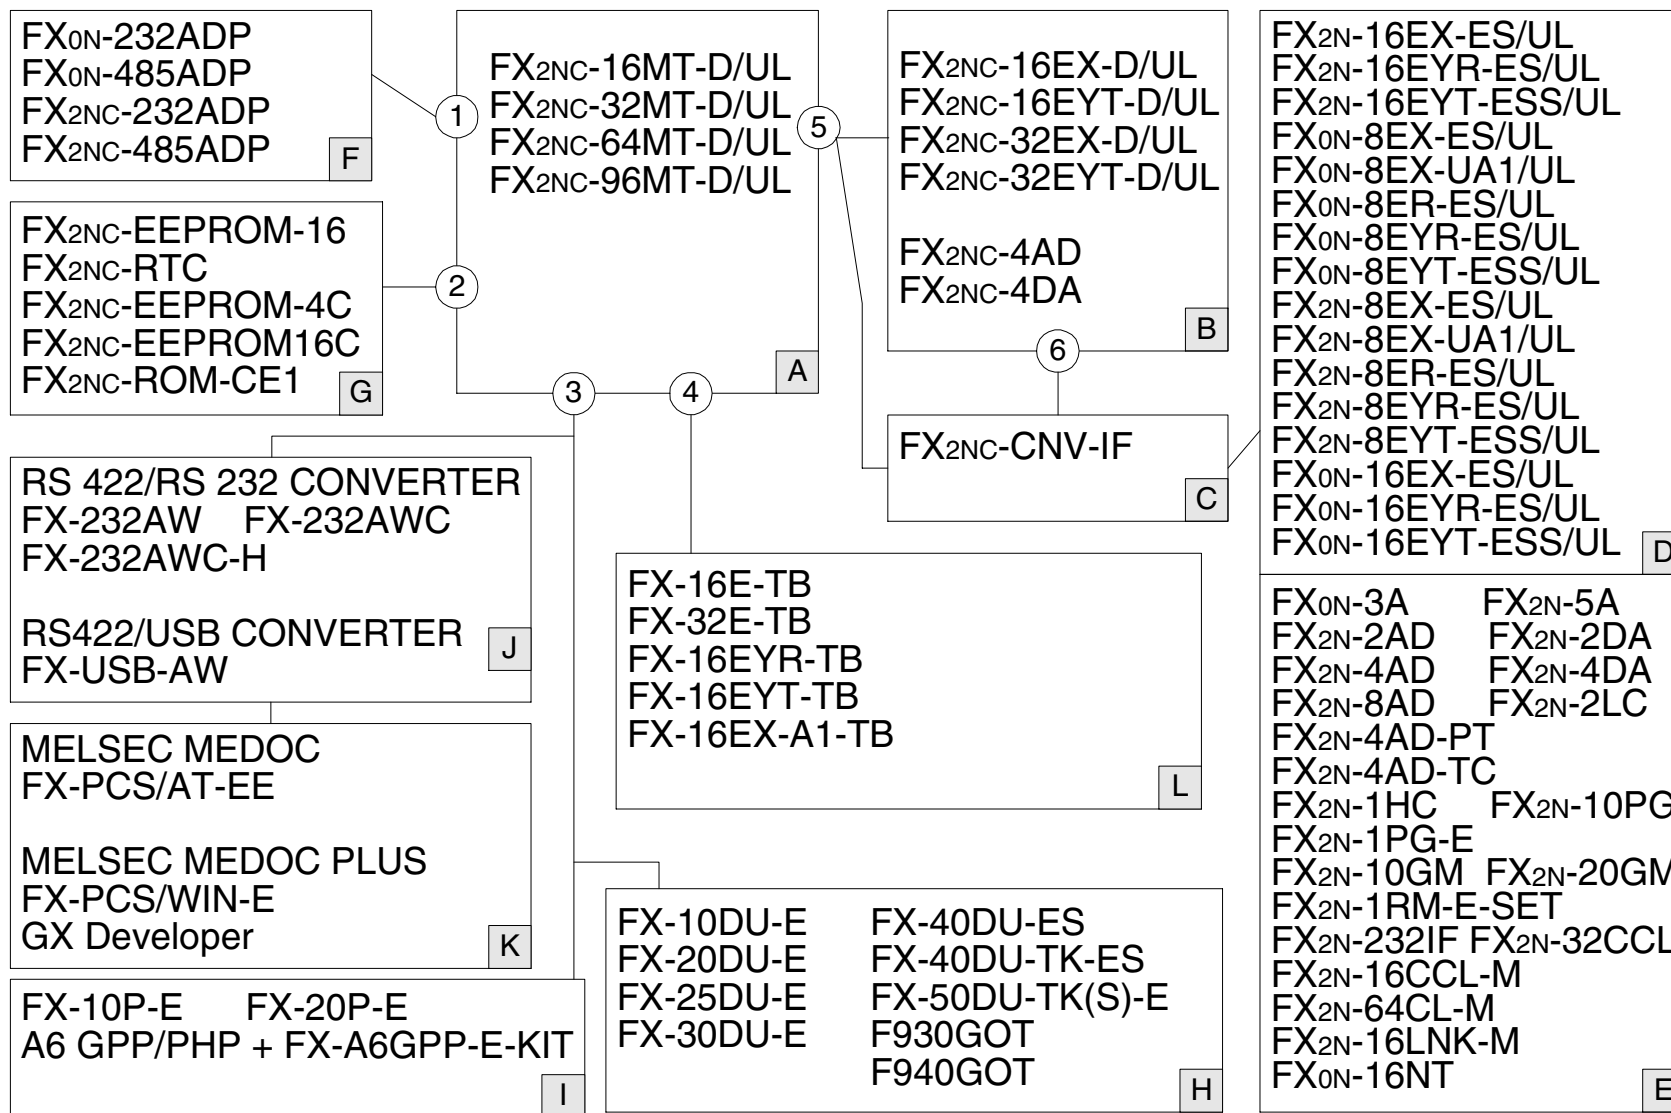 FX0N-232ADP
FX0N-485ADP
FX2NC-232ADP
FX2NC-485ADP
F
1
FX2NC-16MT-D/UL
FX2NC-32MT-D/UL
FX2NC-64MT-D/UL
FX2NC-96MT-D/UL
A
5
FX2NC-16EX-D/UL
FX2NC-16EYT-D/UL
FX2NC-32EX-D/UL
FX2NC-32EYT-D/UL
FX2NC-4AD
FX2NC-4DA
B
6
FX2N-16EX-ES/UL
FX2N-16EYR-ES/UL
FX2N-16EYT-ESS/UL
FX0N-8EX-ES/UL
FX0N-8EX-UA1/UL
FX0N-8ER-ES/UL
FX0N-8EYR-ES/UL
FX0N-8EYT-ESS/UL
FX2N-8EX-ES/UL
FX2N-8EX-UA1/UL
FX2N-8ER-ES/UL
FX2N-8EYR-ES/UL
FX2N-8EYT-ESS/UL
FX0N-16EX-ES/UL
FX0N-16EYR-ES/UL
FX0N-16EYT-ESS/UL
D
FX2NC-EEPROM-16
FX2NC-RTC
FX2NC-EEPROM-4C
FX2NC-EEPROM16C
FX2NC-ROM-CE1
G
2
3
4
FX2NC-CNV-IF
C
RS 422/RS 232 CONVERTER
FX-232AW FX-232AWC
FX-232AWC-H
RS422/USB CONVERTER
FX-USB-AW
J
FX-16E-TB
FX-32E-TB
FX-16EYR-TB
FX-16EYT-TB
FX-16EX-A1-TB
L
FX0N-3A FX2N-5A
FX2N-2AD FX2N-2DA
FX2N-4AD FX2N-4DA
FX2N-8AD FX2N-2LC
FX2N-4AD-PT
FX2N-4AD-TC
FX2N-1HC FX2N-10PG
FX2N-1PG-E
FX2N-10GM FX2N-20GM
FX2N-1RM-E-SET
FX2N-232IF FX2N-32CCL
FX2N-16CCL-M
FX2N-64CL-M
FX2N-16LNK-M
FX0N-16NT
E
MELSEC MEDOC
FX-PCS/AT-EE
MELSEC MEDOC PLUS
FX-PCS/WIN-E
GX Developer
K
FX-10P-E FX-20P-E
A6 GPP/PHP + FX-A6GPP-E-KIT
I
FX-10DU-E FX-40DU-ES
FX-20DU-E FX-40DU-TK-ES
FX-25DU-E FX-50DU-TK(S)-E
FX-30DU-E F930GOT
F940GOT
H